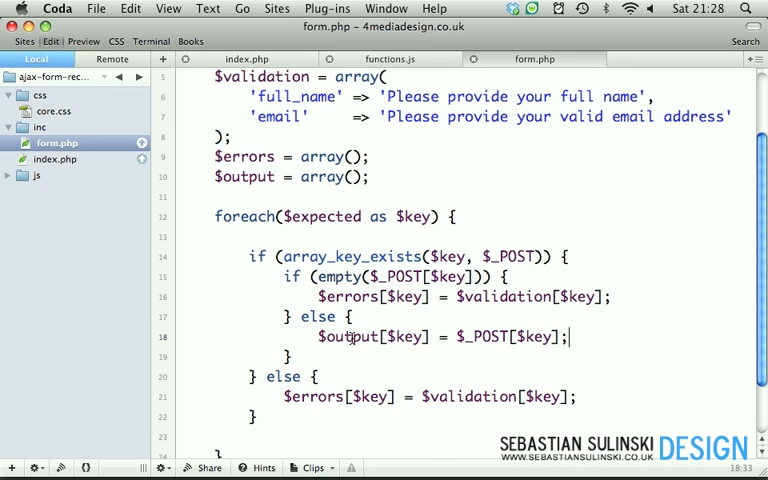 Coda File Edit View Text Go Sites Plug-ins Window Help Sat 21:28
form.php - 4mediadesign.co.uk
Sites Edit Preview CSS Terminal Books Search
Local Remote index.php functions.js form.php
ajax-form-rec...
css
core.css
inc
form.php
index.php
js
5 $validation = array(
6 'full_name' => 'Please provide your full name',
7 'email' => 'Please provide your valid email address'
8 );
9 $errors = array();
10 $output = array();
11
12 foreach($expected as $key) {
13
14 if (array_key_exists($key, $_POST)) {
15 if (empty($_POST[$key])) {
16 $errors[$key] = $validation[$key];
17 } else {
18 $output[$key] = $_POST[$key];
19 }
20 } else {
21 $errors[$key] = $validation[$key];
22 }
23
24 }
SEBASTIAN SULINSKI DESIGN
WWW.SEBASTIANSULINSKI.CO.UK
Share Hints Clips 18:33